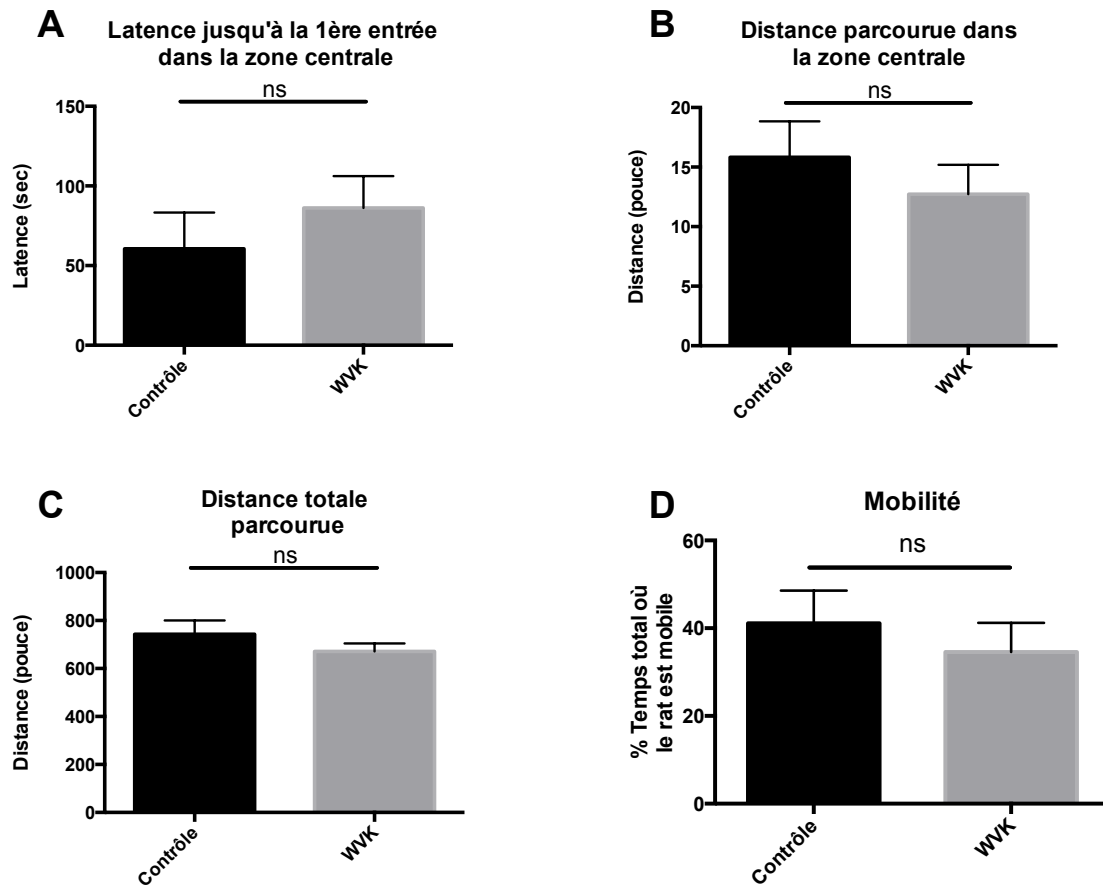 A
Latence jusqu'à la 1ère entrée
dans la zone centrale
ns
150
100
50
0
Latence (sec)
Contrôle
WVK
B
Distance parcourue dans
la zone centrale
ns
20
15
10
5
0
Distance (pouce)
Contrôle
WVK
C
Distance totale
parcourue
ns
1000
800
600
400
200
0
Distance (pouce)
Contrôle
WVK
D
Mobilité
ns
60
40
20
0
% Temps total où
le rat est mobile
Contrôle
WVK